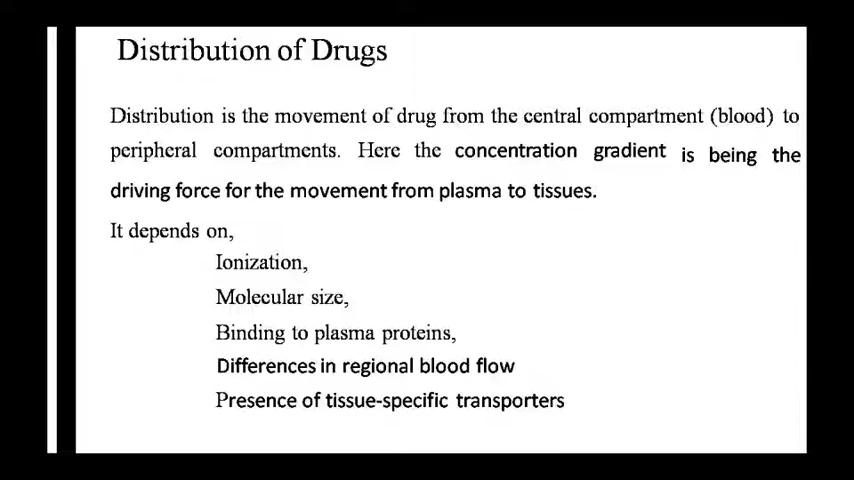 Distribution of Drugs
Distribution is the movement of drug from the central compartment (blood) to
peripheral compartments. Here the concentration gradient is being the
driving force for the movement from plasma to tissues.
It depends on,
Ionization,
Molecular size,
Binding to plasma proteins,
Differences in regional blood flow
Presence of tissue-specific transporters